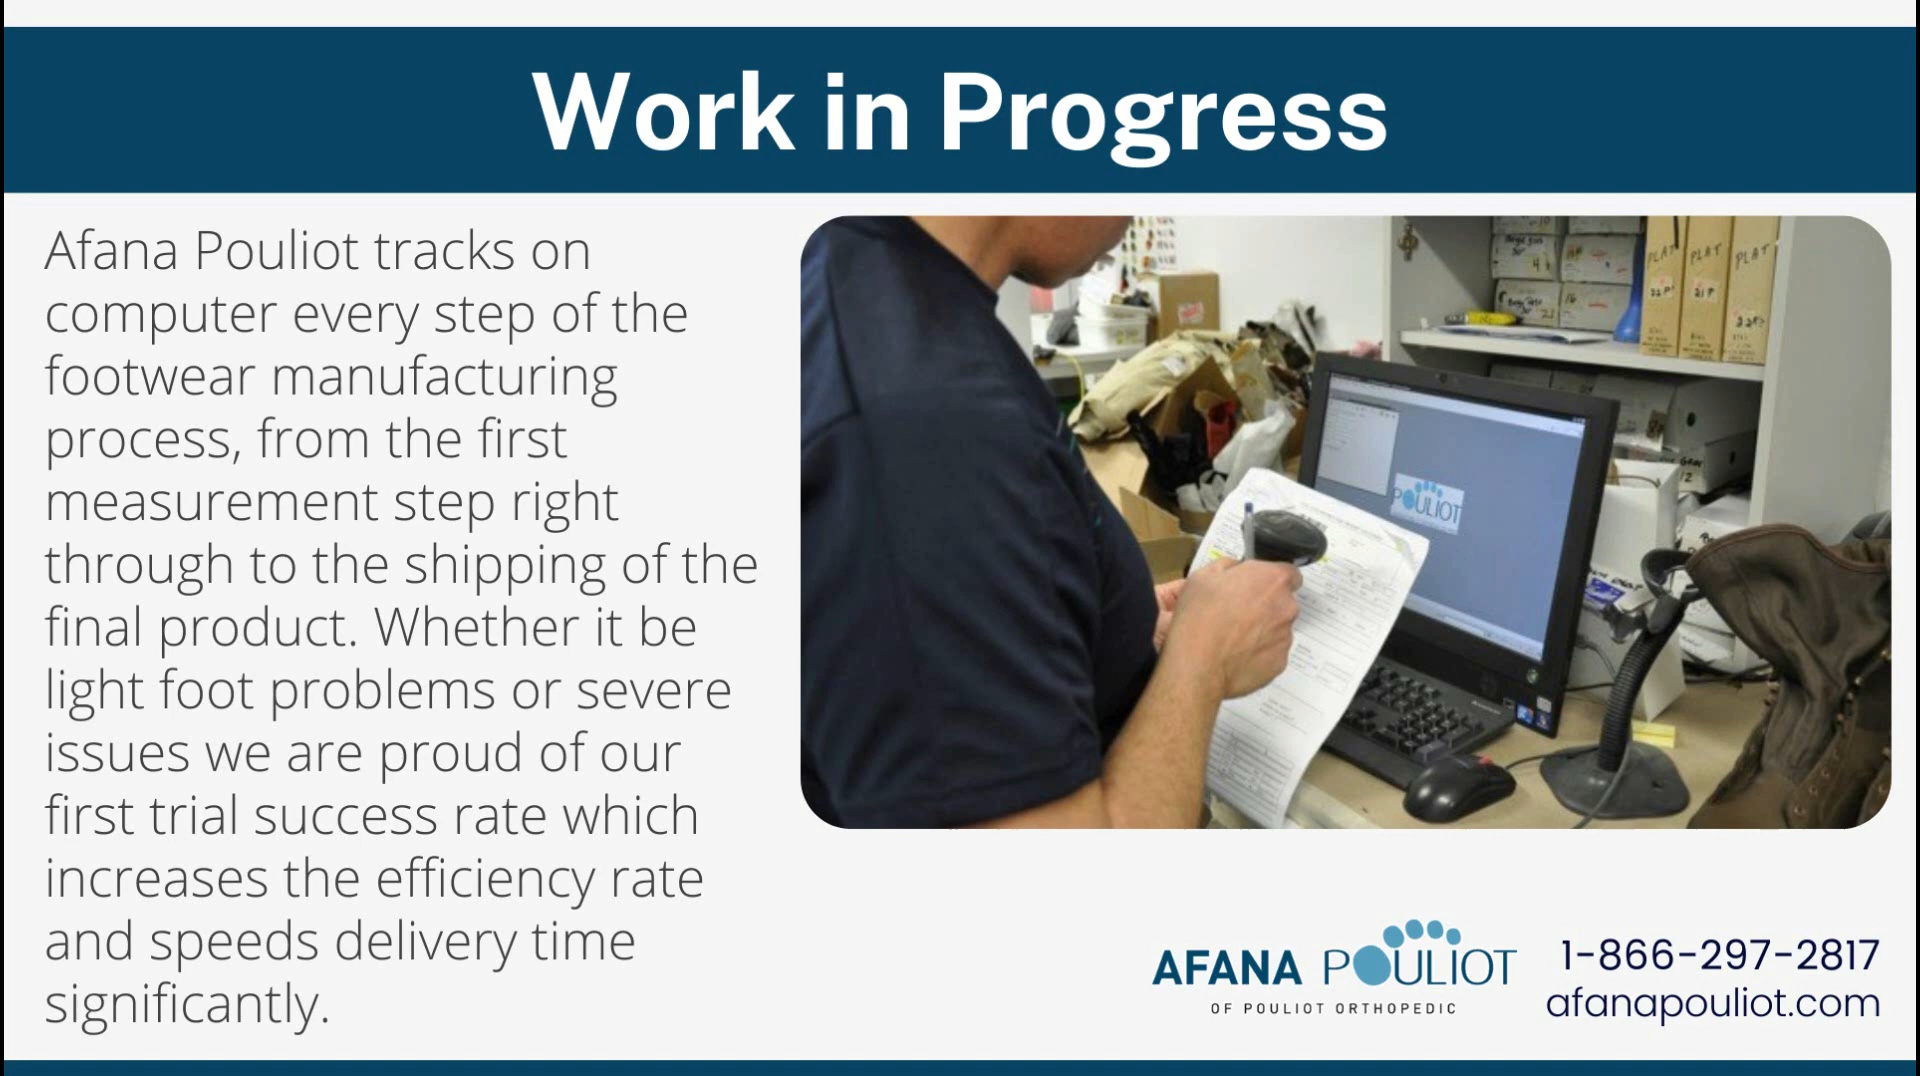 Work in Progress
Afana Pouliot tracks on
computer every step of the
footwear manufacturing
process, from the first
measurement step right
through to the shipping of the
final product. Whether it be
light foot problems or severe
issues we are proud of our
first trial success rate which
increases the efficiency rate
and speeds delivery time
significantly.
PLAT
PLAT
PLAT
POULIOT
AFANA POULIOT
OF POULIOT ORTHOPEDIC
1-866-297-2817
afanapouliot.com